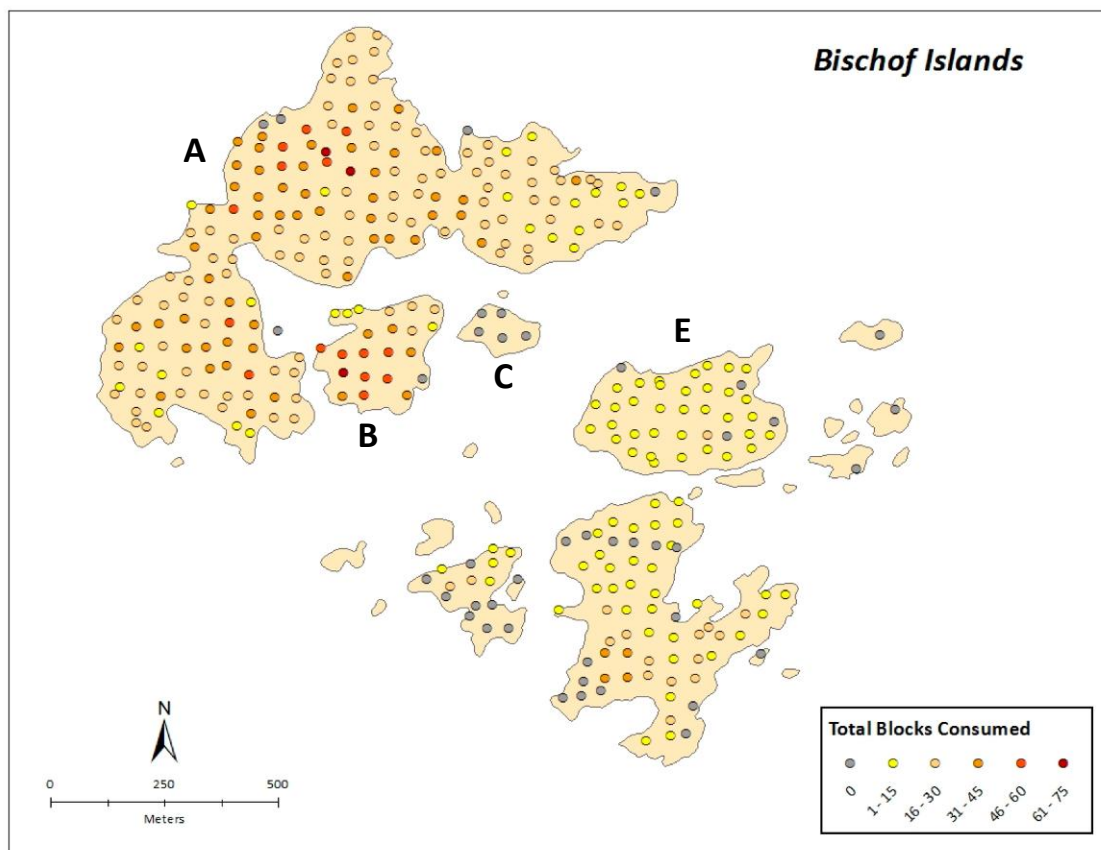 Bischof Islands
A
E
C
B
N
0 250 500
Meters
Total Blocks Consumed
0 1 - 15 16 - 30 31 - 45 46 - 60 61 - 75